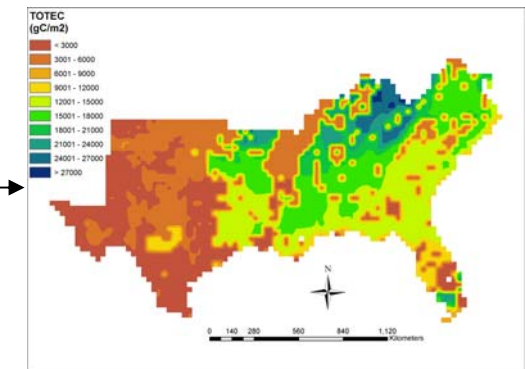 TOTEC
(gC/m2)
< 3000
3001 - 6000
6001 - 9000
9001 - 12000
12001 - 15000
15001 - 18000
18001 - 21000
21001 - 24000
24001 - 27000
> 27000
N
0 140 280 560 840 1,120
Kilometers